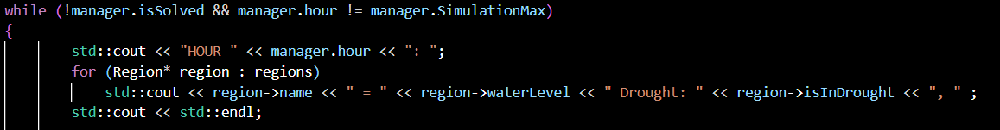 while (!manager.isSolved && manager.hour != manager.SimulationMax)
{
std::cout << "HOUR " << manager.hour << ": ";
for (Region* region : regions)
std::cout << region->name << " = " << region->waterLevel << " Drought: " << region->isInDrought << ", " ;
std::cout << std::endl;